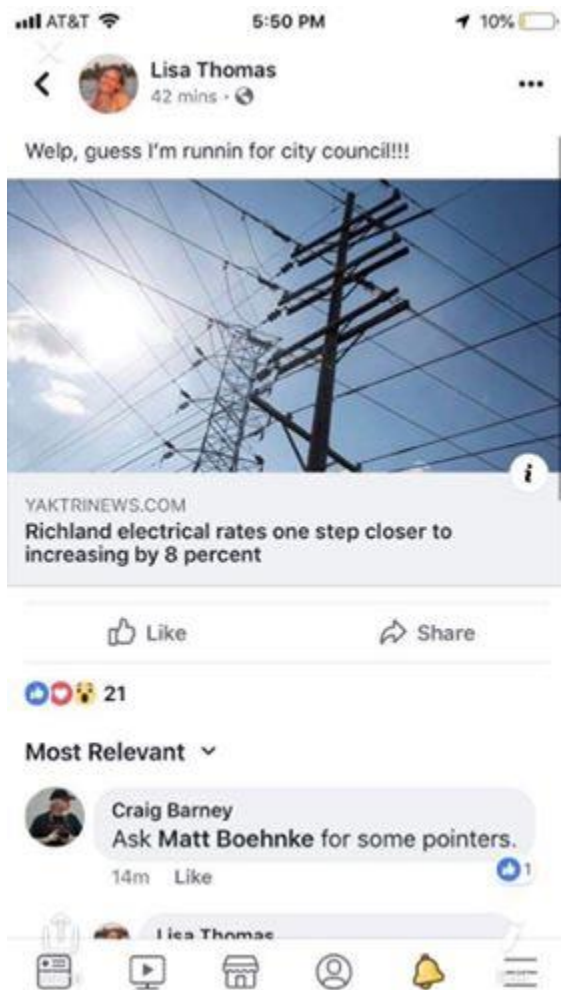 AT&T 5:50 PM 10%
Lisa Thomas
42 mins ·
Welp, guess I'm runnin for city council!!!
YAKTRINEWS.COM
Richland electrical rates one step closer to
increasing by 8 percent
Like Share
21
Most Relevant
Craig Barney
Ask Matt Boehnke for some pointers.
14m Like 1
Lisa Thomas